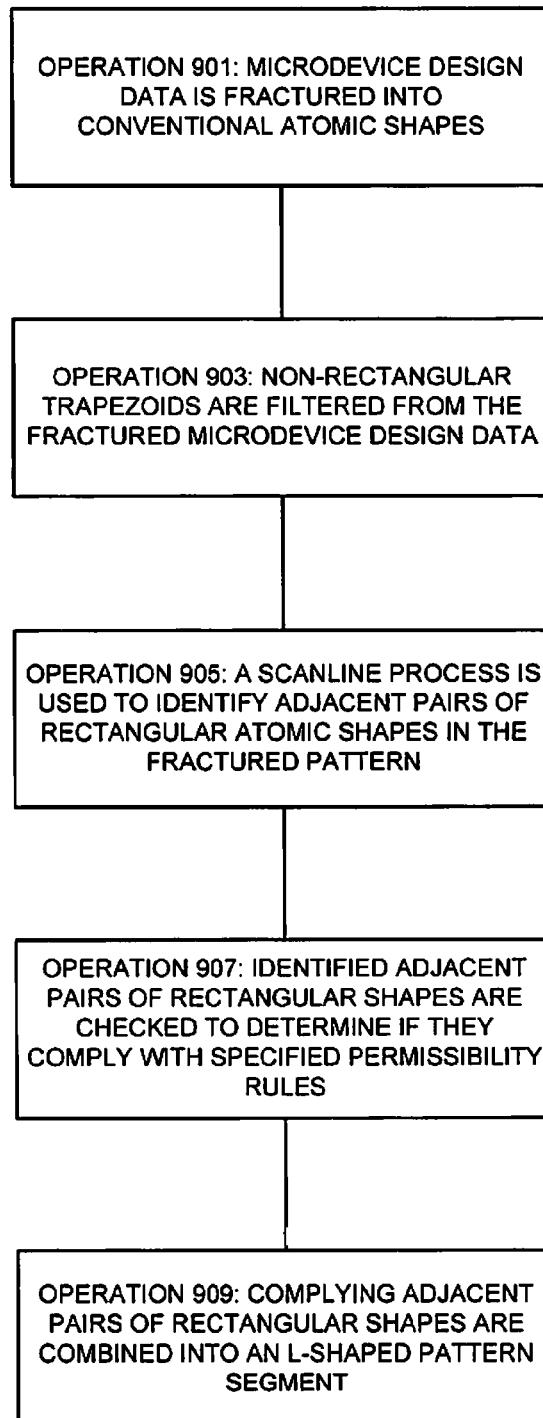 OPERATION 901: MICRODEVICE DESIGN
DATA IS FRACTURED INTO
CONVENTIONAL ATOMIC SHAPES
OPERATION 903: NON-RECTANGULAR
TRAPEZOIDS ARE FILTERED FROM THE
FRACTURED MICRODEVICE DESIGN DATA
OPERATION 905: A SCANLINE PROCESS IS
USED TO IDENTIFY ADJACENT PAIRS OF
RECTANGULAR ATOMIC SHAPES IN THE
FRACTURED PATTERN
OPERATION 907: IDENTIFIED ADJACENT
PAIRS OF RECTANGULAR SHAPES ARE
CHECKED TO DETERMINE IF THEY
COMPLY WITH SPECIFIED PERMISSIBILITY
RULES
OPERATION 909: COMPLYING ADJACENT
PAIRS OF RECTANGULAR SHAPES ARE
COMBINED INTO AN L-SHAPED PATTERN
SEGMENT